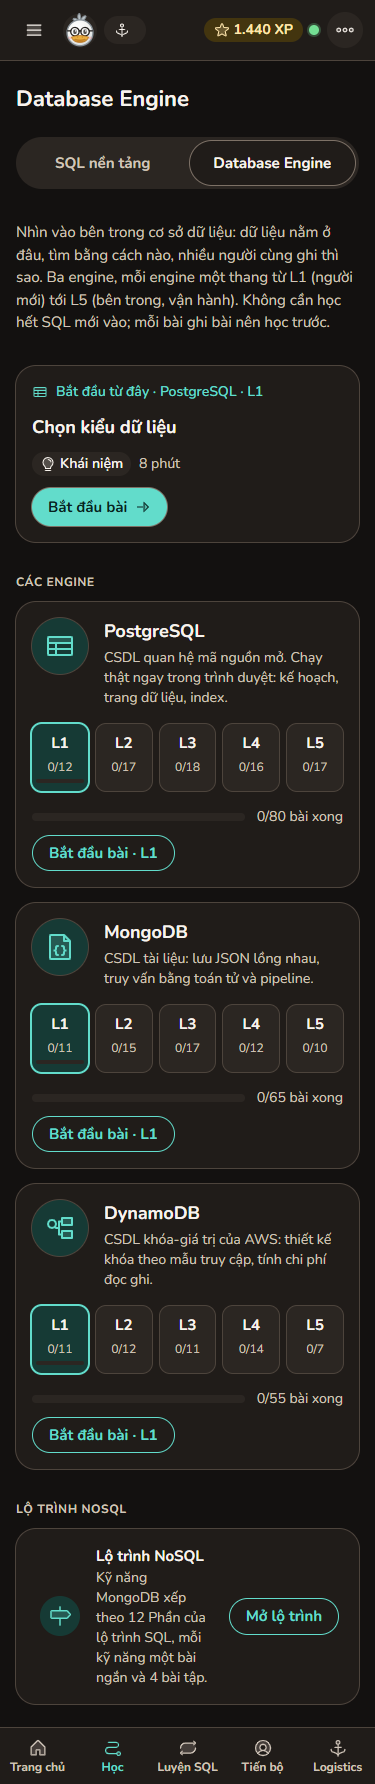 1.440 XP
Database Engine
SQL nền tảng
Database Engine
Nhìn vào bên trong cơ sở dữ liệu: dữ liệu nằm ở
đâu, tìm bằng cách nào, nhiều người cùng ghi thì
sao. Ba engine, mỗi engine một thang từ L1 (người
mới) tới L5 (bên trong, vận hành). Không cần học
hết SQL mới vào; mỗi bài ghi bài nên học trước.
Bắt đầu từ đây · PostgreSQL · L1
Chọn kiểu dữ liệu
Khái niệm 8 phút
Bắt đầu bài
CÁC ENGINE
PostgreSQL
CSDL quan hệ mã nguồn mở. Chạy
thật ngay trong trình duyệt: kế hoạch,
trang dữ liệu, index.
L1 L2 L3 L4 L5
0/12 0/17 0/18 0/16 0/17
0/80 bài xong
Bắt đầu bài · L1
MongoDB
CSDL tài liệu: lưu JSON lồng nhau,
truy vấn bằng toán tử và pipeline.
L1 L2 L3 L4 L5
0/11 0/15 0/17 0/12 0/10
0/65 bài xong
Bắt đầu bài · L1
DynamoDB
CSDL khóa-giá trị của AWS: thiết kế
khóa theo mẫu truy cập, tính chi phí
đọc ghi.
L1 L2 L3 L4 L5
0/11 0/12 0/11 0/14 0/7
0/55 bài xong
Bắt đầu bài · L1
LỘ TRÌNH NOSQL
Lộ trình NoSQL
Kỹ năng
MongoDB xếp
theo 12 Phần của
lộ trình SQL, mỗi
kỹ năng một bài
ngắn và 4 bài tập.
Mở lộ trình
Trang chủ Học Luyện SQL Tiến bộ Logistics